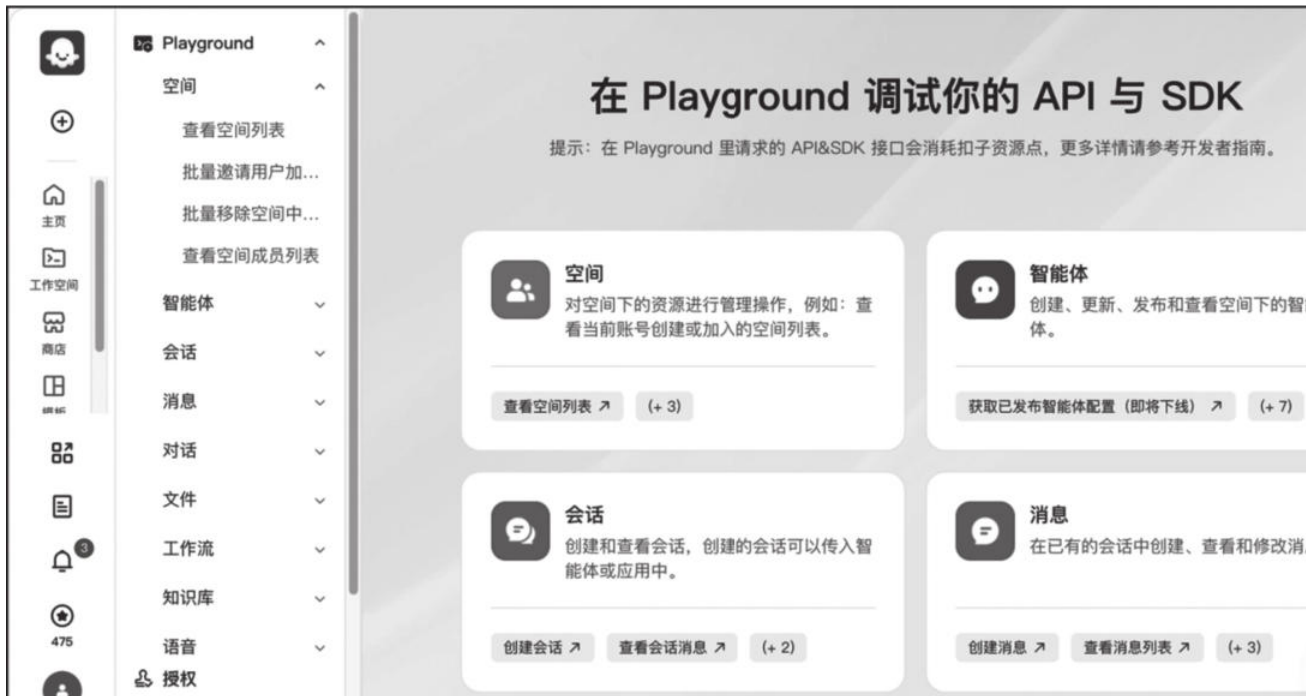 主页
工作空间
商店
模板
3
475
Playground
空间
查看空间列表
批量邀请用户加...
批量移除空间中...
查看空间成员列表
智能体
会话
消息
对话
文件
工作流
知识库
语音
授权
在 Playground 调试你的 API 与 SDK
提示：在 Playground 里请求的 API&SDK 接口会消耗扣子资源点，更多详情请参考开发者指南。
空间
对空间下的资源进行管理操作，例如：查
看当前账号创建或加入的空间列表。
查看空间列表 ↗ (+ 3)
智能体
创建、更新、发布和查看空间下的智
体。
获取已发布智能体配置（即将下线） ↗ (+ 7)
会话
创建和查看会话，创建的会话可以传入智
能体或应用中。
创建会话 ↗ 查看会话消息 ↗ (+ 2)
消息
在已有的会话中创建、查看和修改消
创建消息 ↗ 查看消息列表 ↗ (+ 3)